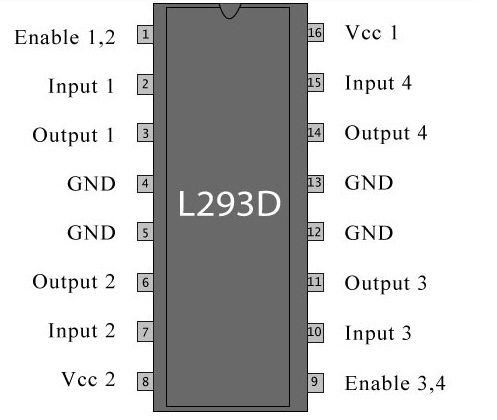 Enable 1,2 1 16 Vcc 1
Input 1 2 15 Input 4
Output 1 3 14 Output 4
GND 4 13 GND
L293D
GND 5 12 GND
Output 2 6 11 Output 3
Input 2 7 10 Input 3
Vcc 2 8 9 Enable 3,4